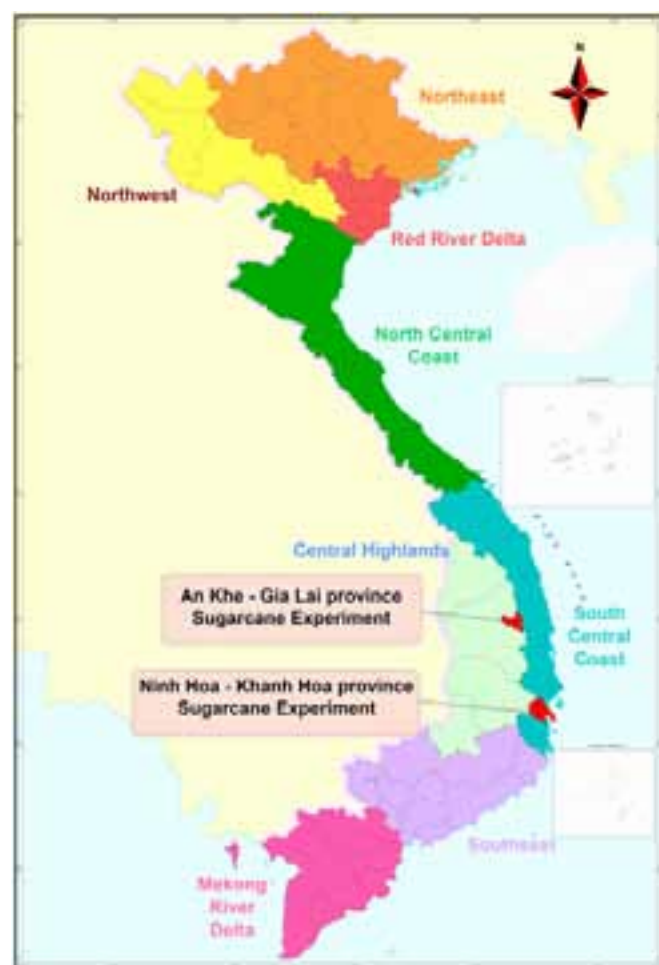 N
Northeast
Northwest
Red River Delta
North Central
Coast
Central Highlands
An Khe - Gia Lai province
Sugarcane Experiment
South
Central
Coast
Ninh Hoa - Khanh Hoa province
Sugarcane Experiment
Southeast
Mekong
River
Delta